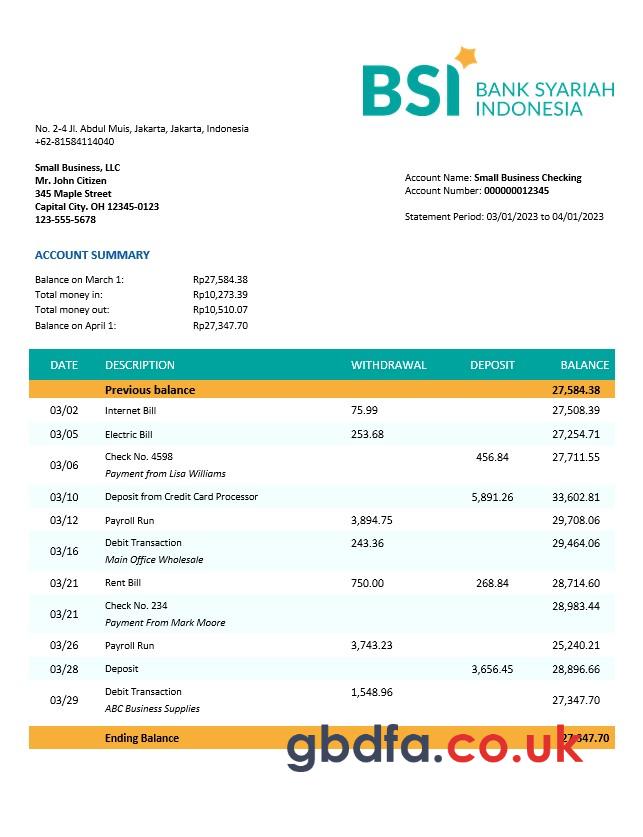 BSI BANK SYARIAH
INDONESIA
No. 2-4 Jl. Abdul Muis, Jakarta, Jakarta, Indonesia
+62-81584114040
Small Business, LLC
Mr. John Citizen
345 Maple Street
Capital City. OH 12345-0123
123-555-5678
Account Name: Small Business Checking
Account Number: 000000012345
Statement Period: 03/01/2023 to 04/01/2023
ACCOUNT SUMMARY
Balance on March 1: Rp27,584.38
Total money in: Rp10,273.39
Total money out: Rp10,510.07
Balance on April 1: Rp27,347.70
DATE DESCRIPTION WITHDRAWAL DEPOSIT BALANCE
Previous balance 27,584.38
03/02 Internet Bill 75.99 27,508.39
03/05 Electric Bill 253.68 27,254.71
03/06 Check No. 4598 456.84 27,711.55
Payment from Lisa Williams
03/10 Deposit from Credit Card Processor 5,891.26 33,602.81
03/12 Payroll Run 3,894.75 29,708.06
03/16 Debit Transaction 243.36 29,464.06
Main Office Wholesale
03/21 Rent Bill 750.00 268.84 28,714.60
03/21 Check No. 234 28,983.44
Payment From Mark Moore
03/26 Payroll Run 3,743.23 25,240.21
03/28 Deposit 3,656.45 28,896.66
03/29 Debit Transaction 1,548.96 27,347.70
ABC Business Supplies
Ending Balance 27,347.70
gbdfa.co.uk